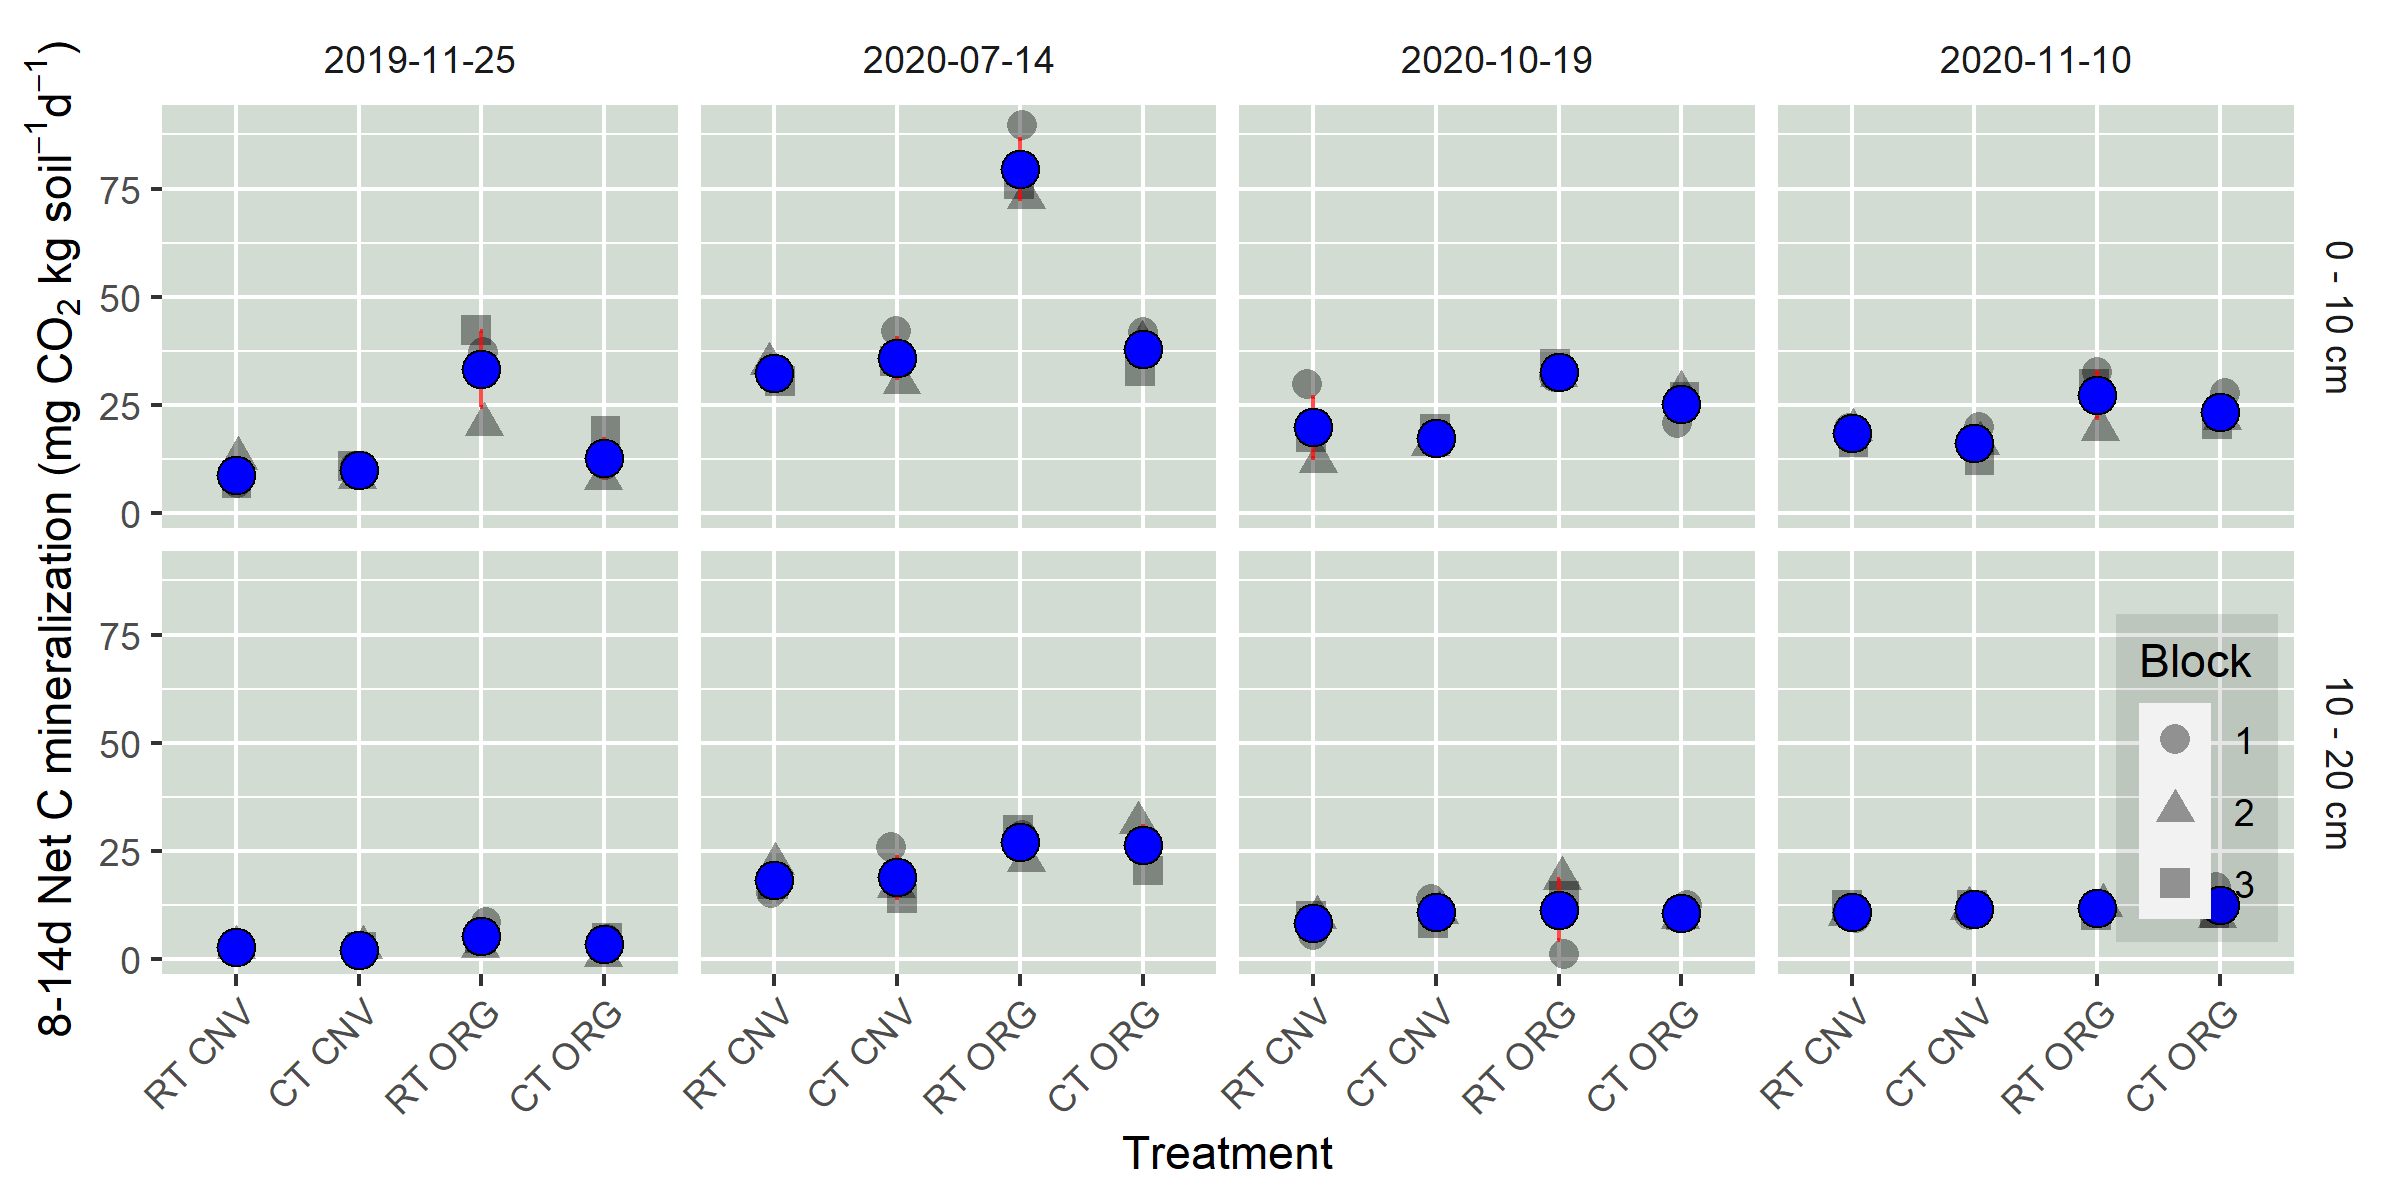 2019-11-25 2020-07-14 2020-10-19 2020-11-10
8-14d Net C mineralization (mg CO₂ kg soil⁻¹d⁻¹)
75
50
25
0
0 - 10 cm
75
50
25
0
10 - 20 cm
Block
1
2
3
RT CNV CT CNV RT ORG CT ORG RT CNV CT CNV RT ORG CT ORG RT CNV CT CNV RT ORG CT ORG RT CNV CT CNV RT ORG CT ORG
Treatment